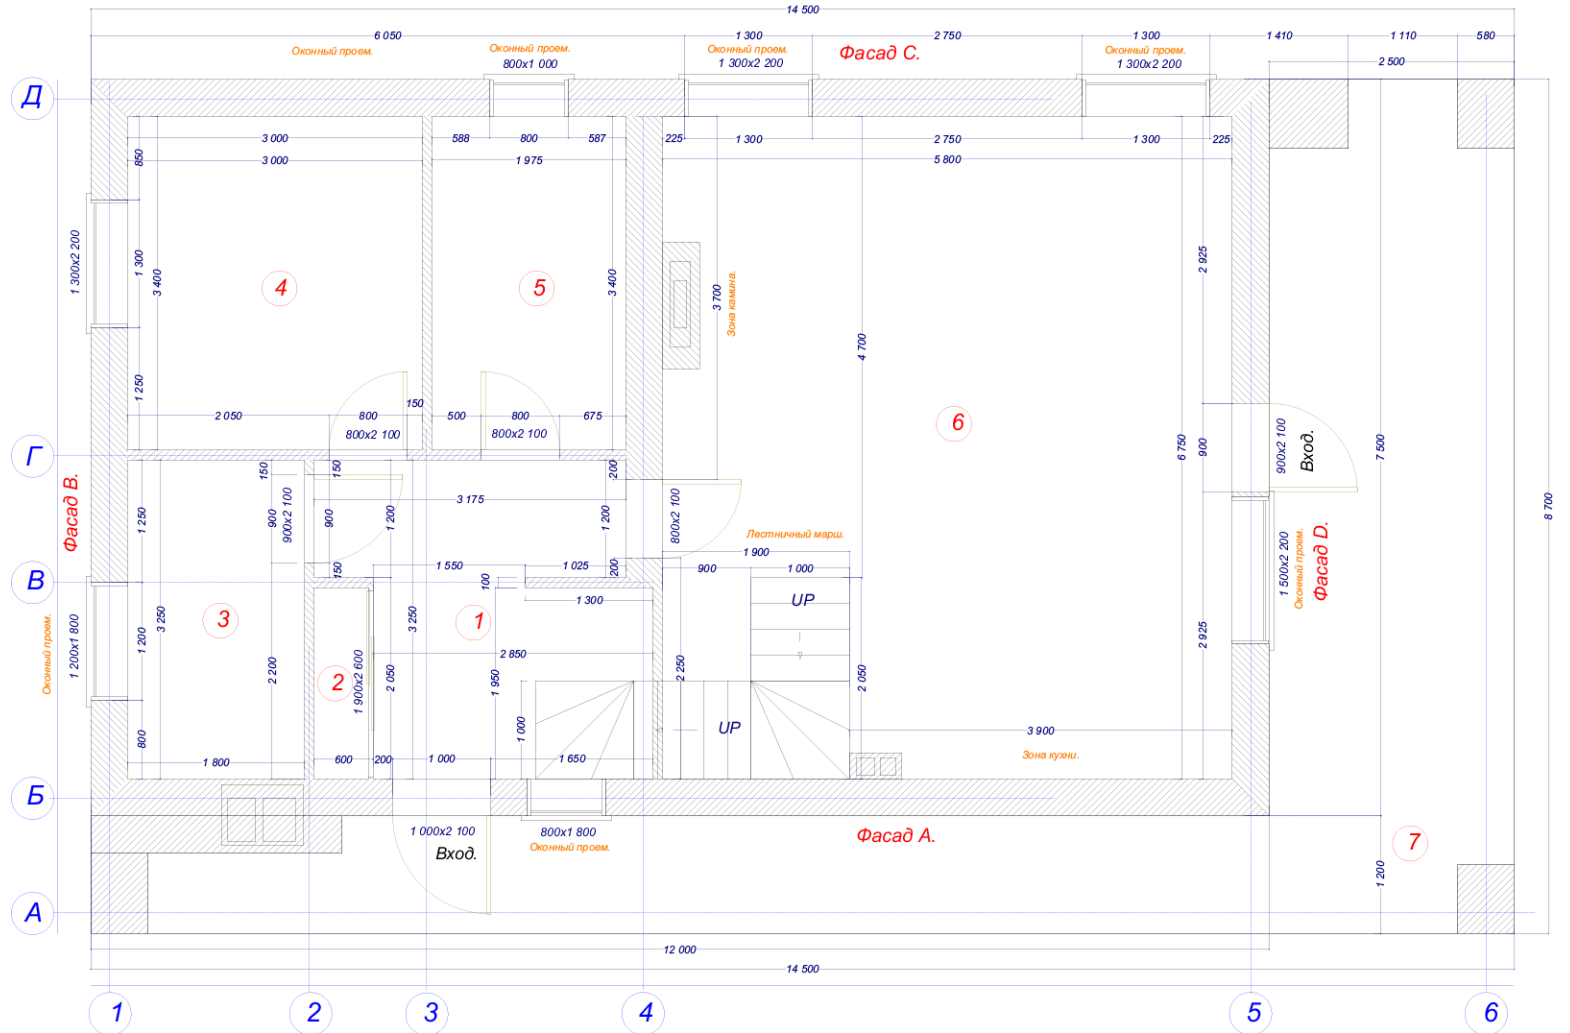 14 500
6 050
1 300
2 750
1 300
1 410
1 110
580
Оконный проем.
Оконный проем.
800x1 000
Оконный проем.
1 300x2 200
Фасад С.
Оконный проем.
1 300x2 200
2 500
Д
3 000
588
800
587
225
1 300
2 750
1 300
225
3 000
1 975
5 800
850
1 300x2 200
1 300
3 400
4
5
3 400
3 700
Зона камина.
4 700
2 925
1 250
2 050
800
150
500
800
675
800x2 100
800x2 100
6
6 750
900
900x2 100
Вход.
7 500
8 700
Г
Фасад В.
150
150
200
3 175
1 250
900
900x2 100
900
1 200
1 200
800x2 100
Лестничный марш.
1 900
1 500x2 200
Оконный проем.
Фасад D.
В
150
1 550
1 025
200
900
1 000
100
1 300
UP
Оконный проем.
1 200x1 800
1 200
3 250
3
3 250
1
2 925
2 850
2 200
2
1 900x2 600
2 050
1 950
2 250
2 050
1 000
UP
3 900
800
1 800
600
200
1 000
1 650
Зона кухни.
Б
1 000x2 100
Вход.
800x1 800
Оконный проем.
Фасад А.
7
1 200
А
12 000
14 500
1
2
3
4
5
6